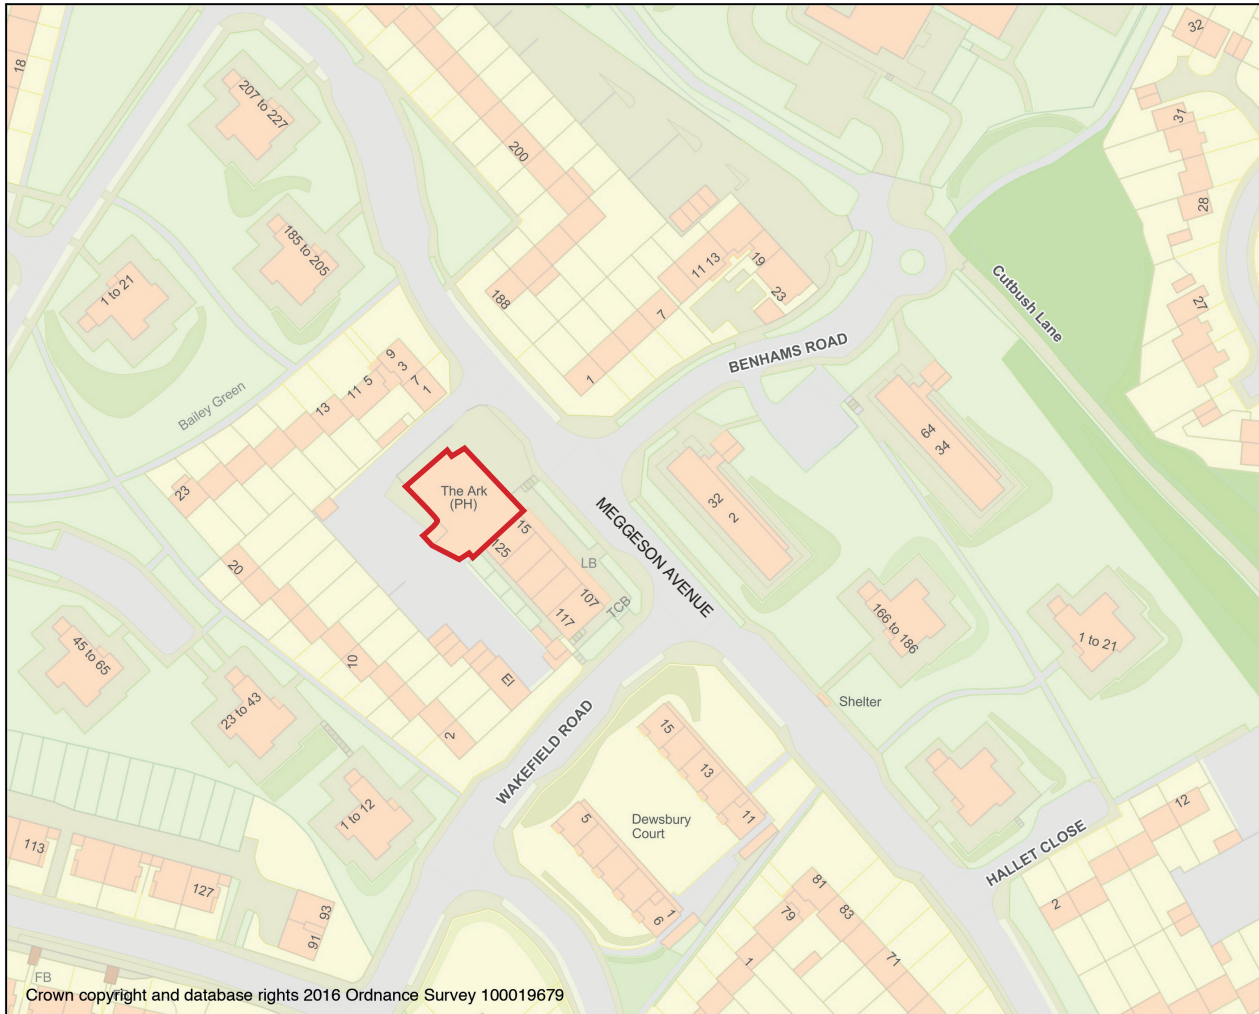 18
207 to 227
200
32
31
28
185 to 205
1 to 21
188
11 13
19
23
7
1
Cutbush Lane
27
BENHAMS ROAD
9
3
5
7
11
1
13
Bailey Green
64
34
23
The Ark
(PH)
15
125
32
2
MEGGESON AVENUE
LB
20
107
TCB
117
166 to 186
1 to 21
45 to 65
10
23 to 43
El
2
Shelter
WAKEFIELD ROAD
15
13
11
1 to 12
5
Dewsbury
Court
12
HALLET CLOSE
113
127
93
91
1
6
81
79
83
71
1
2
FB
Crown copyright and database rights 2016 Ordnance Survey 100019679